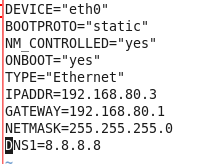 DEVICE="eth0"
BOOTPROTO="static"
NM_CONTROLLED="yes"
ONBOOT="yes"
TYPE="Ethernet"
IPADDR=192.168.80.3
GATEWAY=192.168.80.1
NETMASK=255.255.255.0
DNS1=8.8.8.8
~